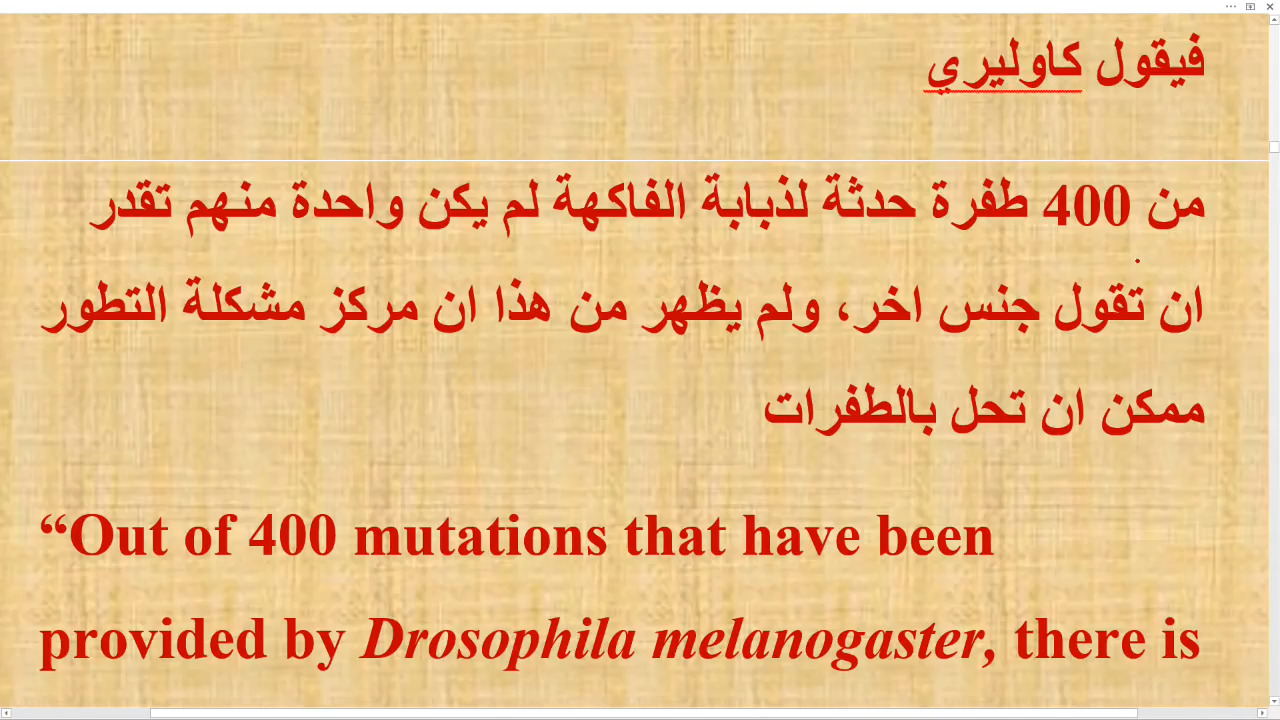 فيقول كاوليري
من 400 طفرة حدثة لذبابة الفاكهة لم يكن واحدة منهم تقدر
ان تقول جنس اخر، ولم يظهر من هذا ان مركز مشكلة التطور
ممكن ان تحل بالطفرات
“Out of 400 mutations that have been
provided by Drosophila melanogaster, there is